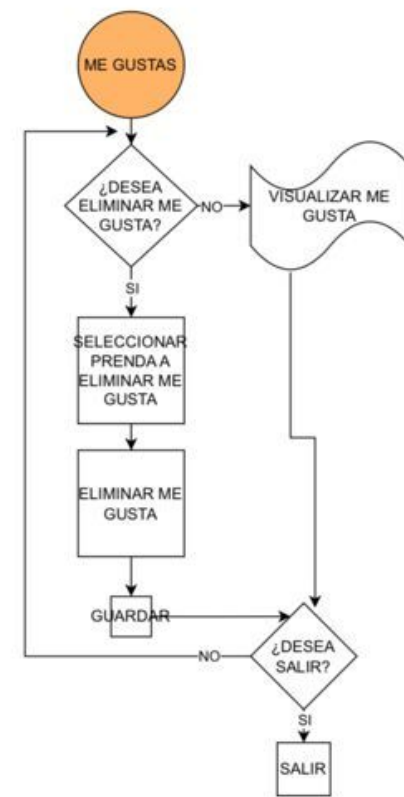 ME GUSTAS
¿DESEA
ELIMINAR ME
GUSTA?
NO
VISUALIZAR ME
GUSTA
SI
SELECCIONAR
PRENDA A
ELIMINAR ME
GUSTA
ELIMINAR ME
GUSTA
GUARDAR
¿DESEA
SALIR?
NO
SI
SALIR